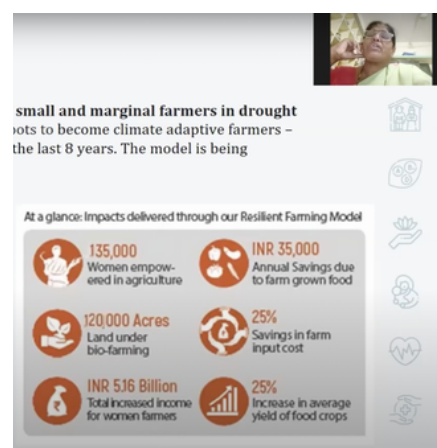 small and marginal farmers in drought
ots to become climate adaptive farmers –
the last 8 years. The model is being
At a glance: Impacts delivered through our Resilient Farming Model
135,000
Women empow-
ered in agriculture
INR 35,000
Annual Savings due
to farm grown food
120,000 Acres
Land under
bio-farming
25%
Savings in farm
input cost
INR 5.16 Billion
Total increased income
for women farmers
25%
Increase in average
yield of food crops